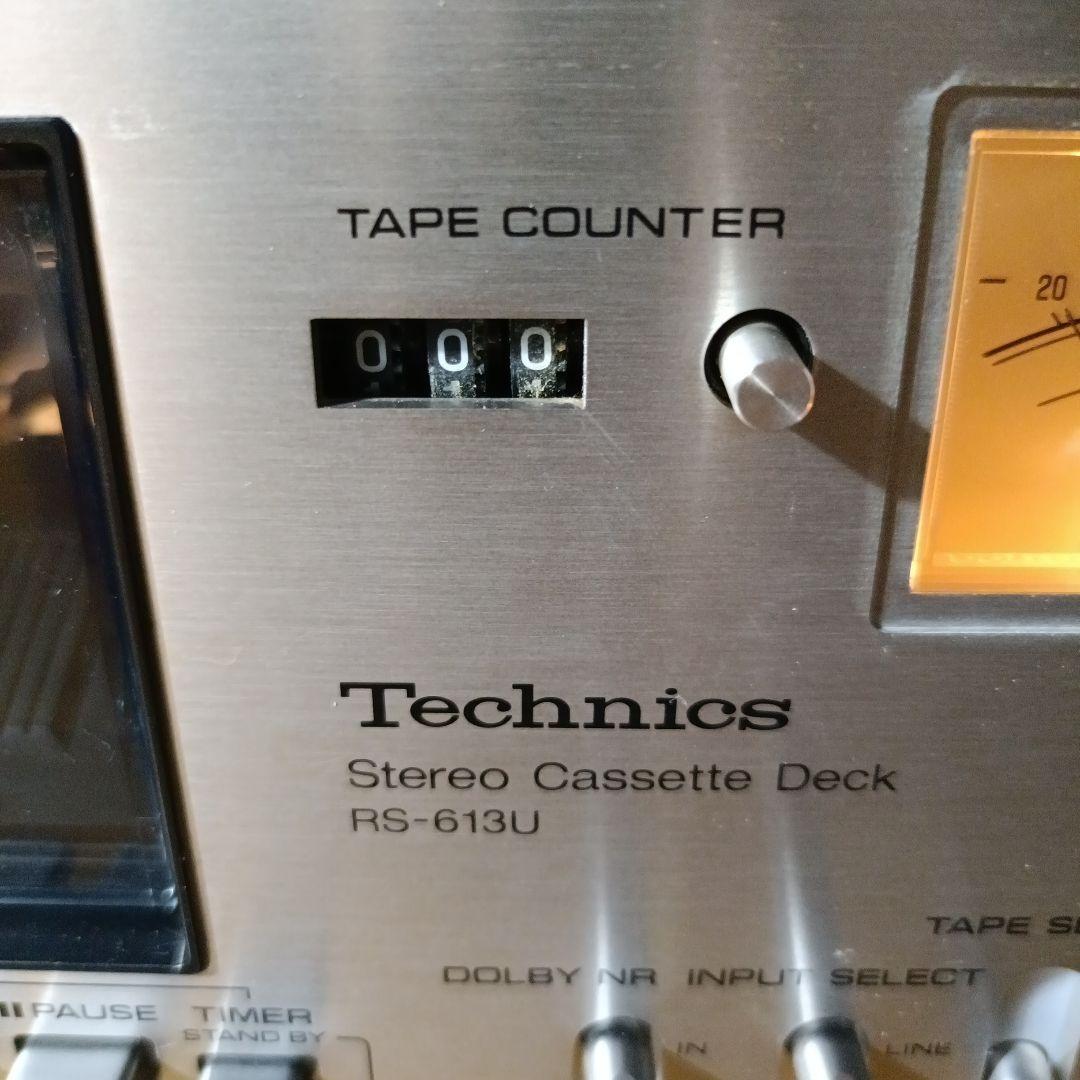 TAPE COUNTER
000
20
Technics
Stereo Cassette Deck
RS-613U
TAPE
DOLBY NR INPUT SELECT
PAUSE TIMER
STAND BY
IN LINE